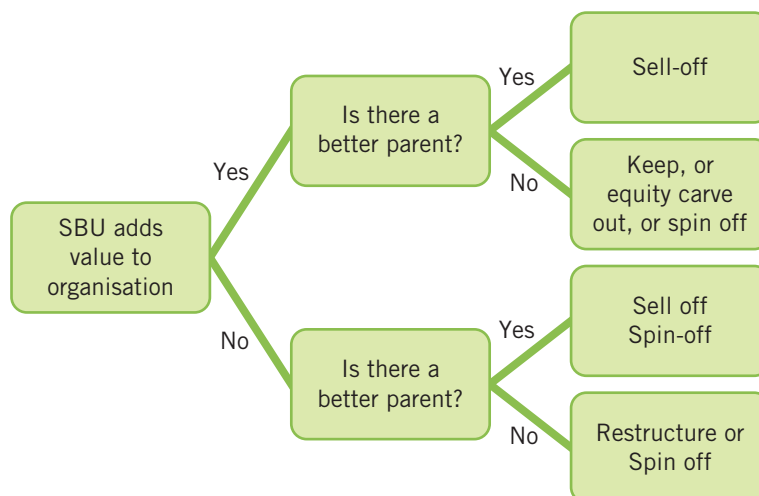 SBU adds
value to
organisation
Yes
No
Is there a
better parent?
Yes
No
Sell-off
Keep, or
equity carve
out, or spin off
Is there a
better parent?
Yes
No
Sell off
Spin-off
Restructure or
Spin off